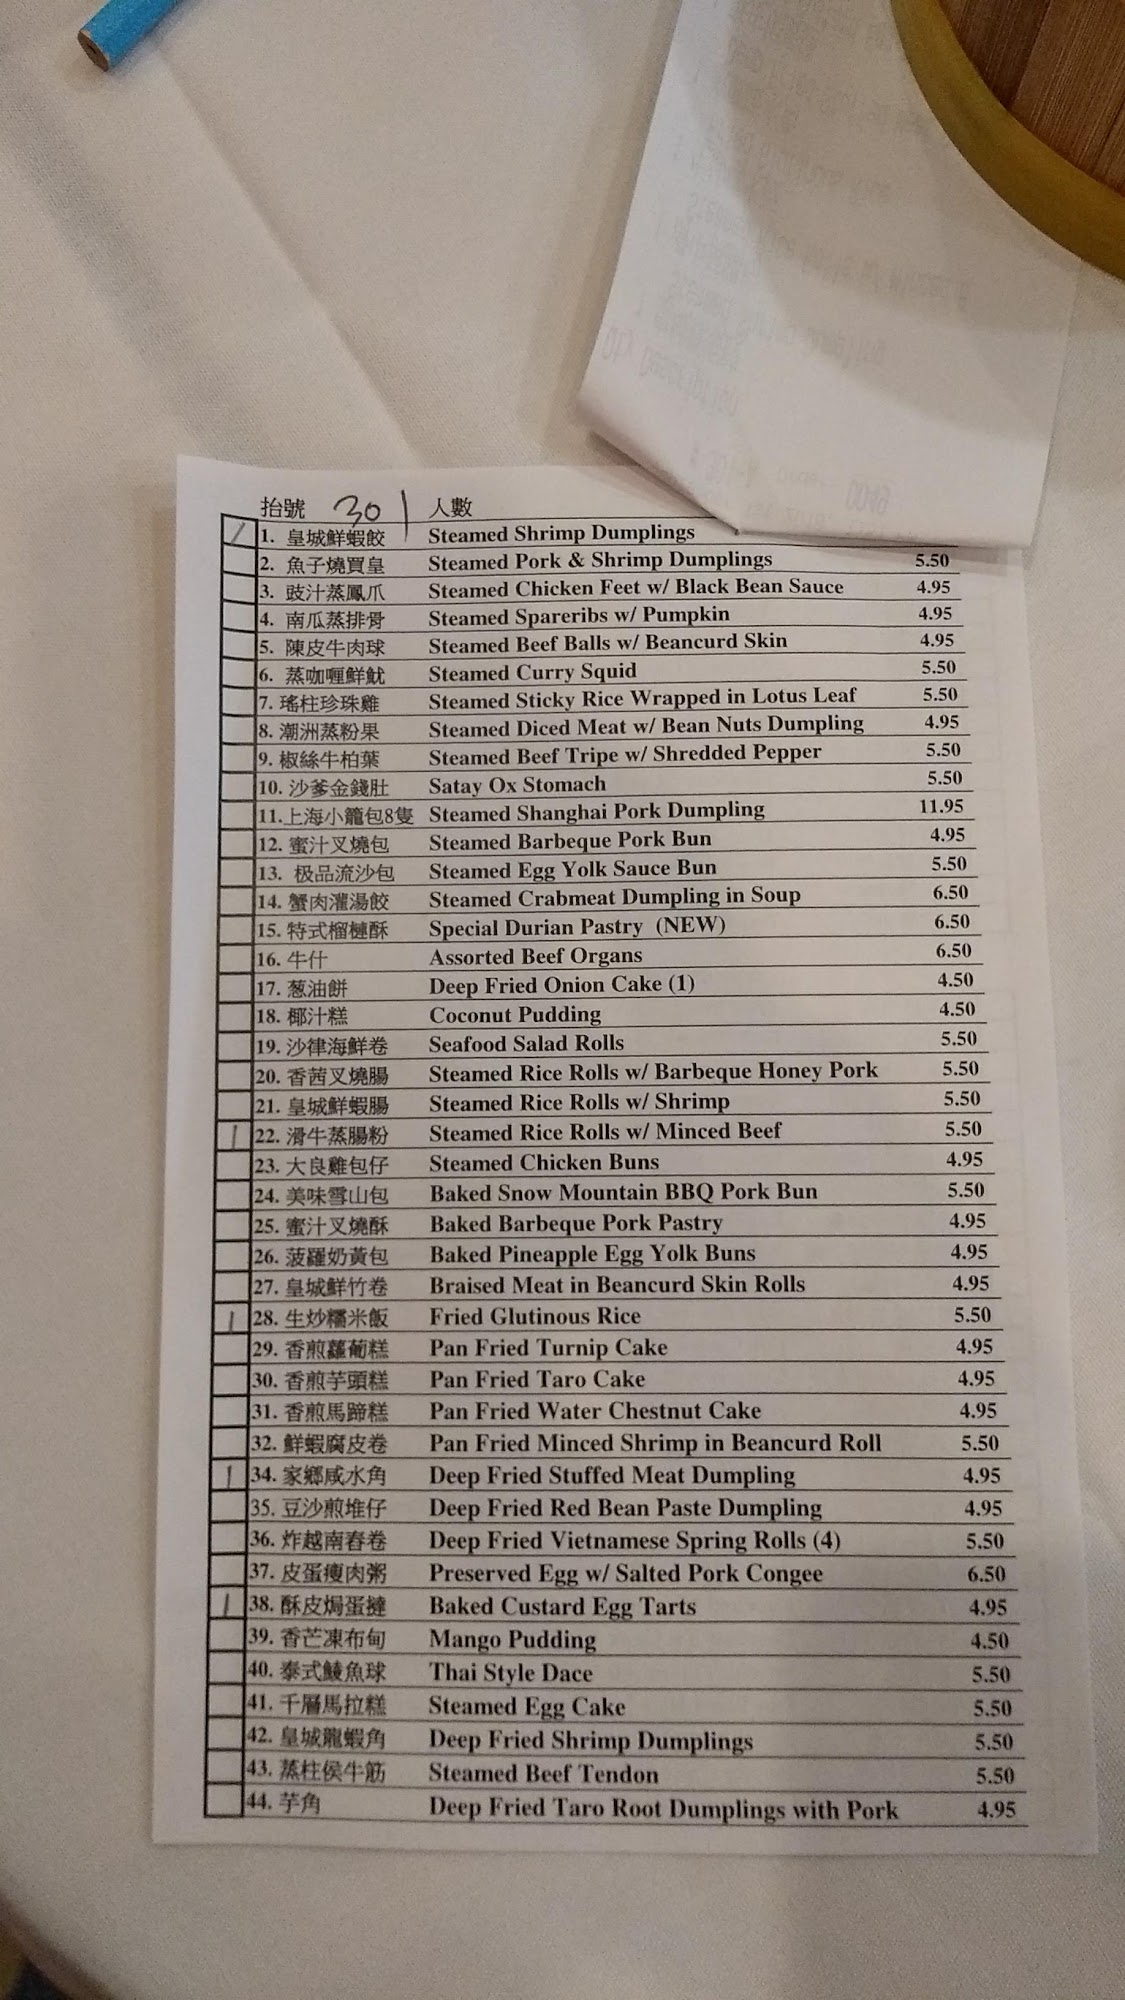 抬號 30 | 人數
/ 1. 皇城鮮蝦餃 Steamed Shrimp Dumplings
2. 魚子燒買皇 Steamed Pork & Shrimp Dumplings 5.50
3. 豉汁蒸鳳爪 Steamed Chicken Feet w/ Black Bean Sauce 4.95
4. 南瓜蒸排骨 Steamed Spareribs w/ Pumpkin 4.95
5. 陳皮牛肉球 Steamed Beef Balls w/ Beancurd Skin 4.95
6. 蒸咖喱鮮魷 Steamed Curry Squid 5.50
7. 瑤柱珍珠雞 Steamed Sticky Rice Wrapped in Lotus Leaf 5.50
8. 潮洲蒸粉果 Steamed Diced Meat w/ Bean Nuts Dumpling 4.95
9. 椒絲牛柏葉 Steamed Beef Tripe w/ Shredded Pepper 5.50
10. 沙爹金錢肚 Satay Ox Stomach 5.50
11. 上海小籠包8隻 Steamed Shanghai Pork Dumpling 11.95
12. 蜜汁叉燒包 Steamed Barbeque Pork Bun 4.95
13. 极品流沙包 Steamed Egg Yolk Sauce Bun 5.50
14. 蟹肉灌湯餃 Steamed Crabmeat Dumpling in Soup 6.50
15. 特式榴槤酥 Special Durian Pastry (NEW) 6.50
16. 牛什 Assorted Beef Organs 6.50
17. 葱油餅 Deep Fried Onion Cake (1) 4.50
18. 椰汁糕 Coconut Pudding 4.50
19. 沙律海鮮卷 Seafood Salad Rolls 5.50
20. 香茜叉燒腸 Steamed Rice Rolls w/ Barbeque Honey Pork 5.50
21. 皇城鮮蝦腸 Steamed Rice Rolls w/ Shrimp 5.50
| 22. 滑牛蒸腸粉 Steamed Rice Rolls w/ Minced Beef 5.50
23. 大良雞包仔 Steamed Chicken Buns 4.95
24. 美味雪山包 Baked Snow Mountain BBQ Pork Bun 5.50
25. 蜜汁叉燒酥 Baked Barbeque Pork Pastry 4.95
26. 菠羅奶黃包 Baked Pineapple Egg Yolk Buns 4.95
27. 皇城鮮竹卷 Braised Meat in Beancurd Skin Rolls 4.95
| 28. 生炒糯米飯 Fried Glutinous Rice 5.50
29. 香煎蘿蔔糕 Pan Fried Turnip Cake 4.95
30. 香煎芋頭糕 Pan Fried Taro Cake 4.95
31. 香煎馬蹄糕 Pan Fried Water Chestnut Cake 4.95
32. 鮮蝦腐皮卷 Pan Fried Minced Shrimp in Beancurd Roll 5.50
| 34. 家鄉咸水角 Deep Fried Stuffed Meat Dumpling 4.95
35. 豆沙煎堆仔 Deep Fried Red Bean Paste Dumpling 4.95
36. 炸越南春卷 Deep Fried Vietnamese Spring Rolls (4) 5.50
37. 皮蛋瘦肉粥 Preserved Egg w/ Salted Pork Congee 6.50
| 38. 酥皮焗蛋撻 Baked Custard Egg Tarts 4.95
39. 香芒凍布甸 Mango Pudding 4.50
40. 泰式鯪魚球 Thai Style Dace 5.50
41. 千層馬拉糕 Steamed Egg Cake 5.50
42. 皇城龍蝦角 Deep Fried Shrimp Dumplings 5.50
43. 蒸柱侯牛筋 Steamed Beef Tendon 5.50
44. 芋角 Deep Fried Taro Root Dumplings with Pork 4.95